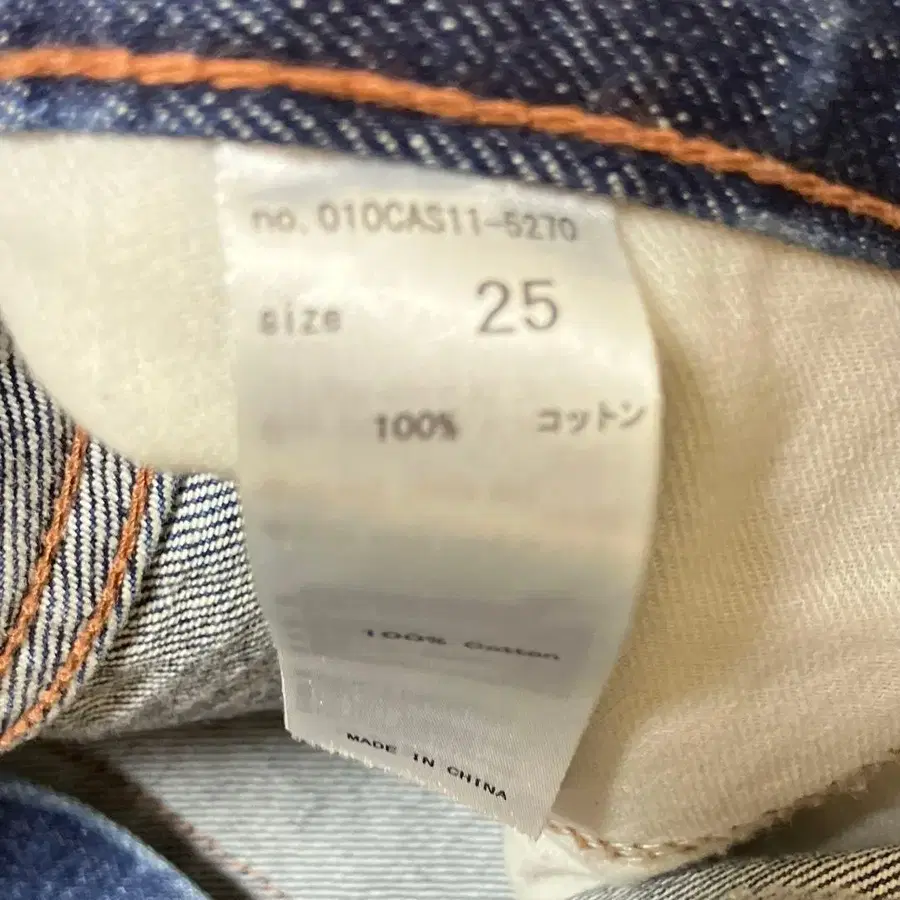 no. 010CAS11-5270
size 25
100% コットン
100% Cotton
MADE IN CHINA